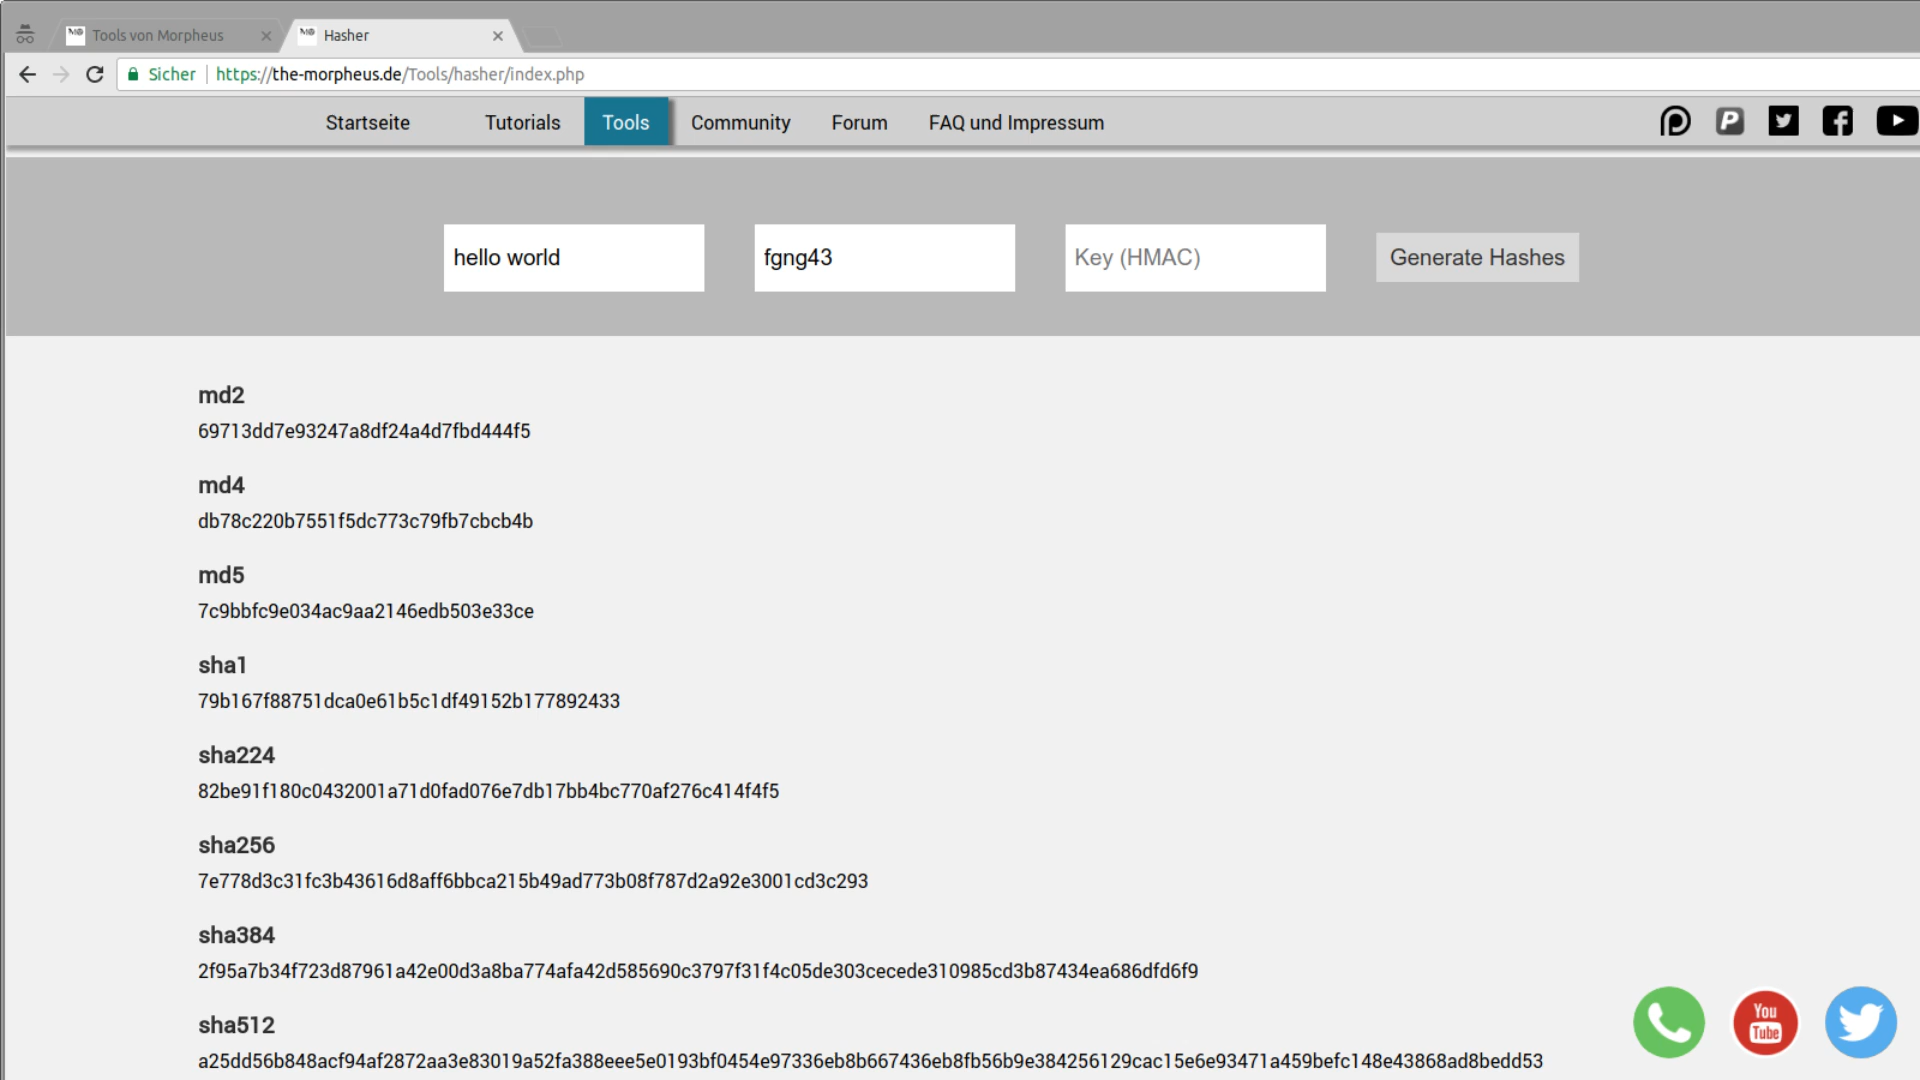 Tools von Morpheus
Hasher
Sicher https://the-morpheus.de/Tools/hasher/index.php
Startseite Tutorials Tools Community Forum FAQ und Impressum
hello world fgng43 Key (HMAC) Generate Hashes
md2
69713dd7e93247a8df24a4d7fbd444f5
md4
db78c220b7551f5dc773c79fb7cbcb4b
md5
7c9bbfc9e034ac9aa2146edb503e33ce
sha1
79b167f88751dca0e61b5c1df49152b177892433
sha224
82be91f180c0432001a71d0fad076e7db17bb4bc770af276c414f4f5
sha256
7e778d3c31fc3b43616d8aff6bbca215b49ad773b08f787d2a92e3001cd3c293
sha384
2f95a7b34f723d87961a42e00d3a8ba774afa42d585690c3797f31f4c05de303cecede310985cd3b87434ea686dfd6f9
sha512
a25dd56b848acf94af2872aa3e83019a52fa388eee5e0193bf0454e97336eb8b667436eb8fb56b9e384256129cac15e6e93471a459befc148e43868ad8bedd53
You
Tube